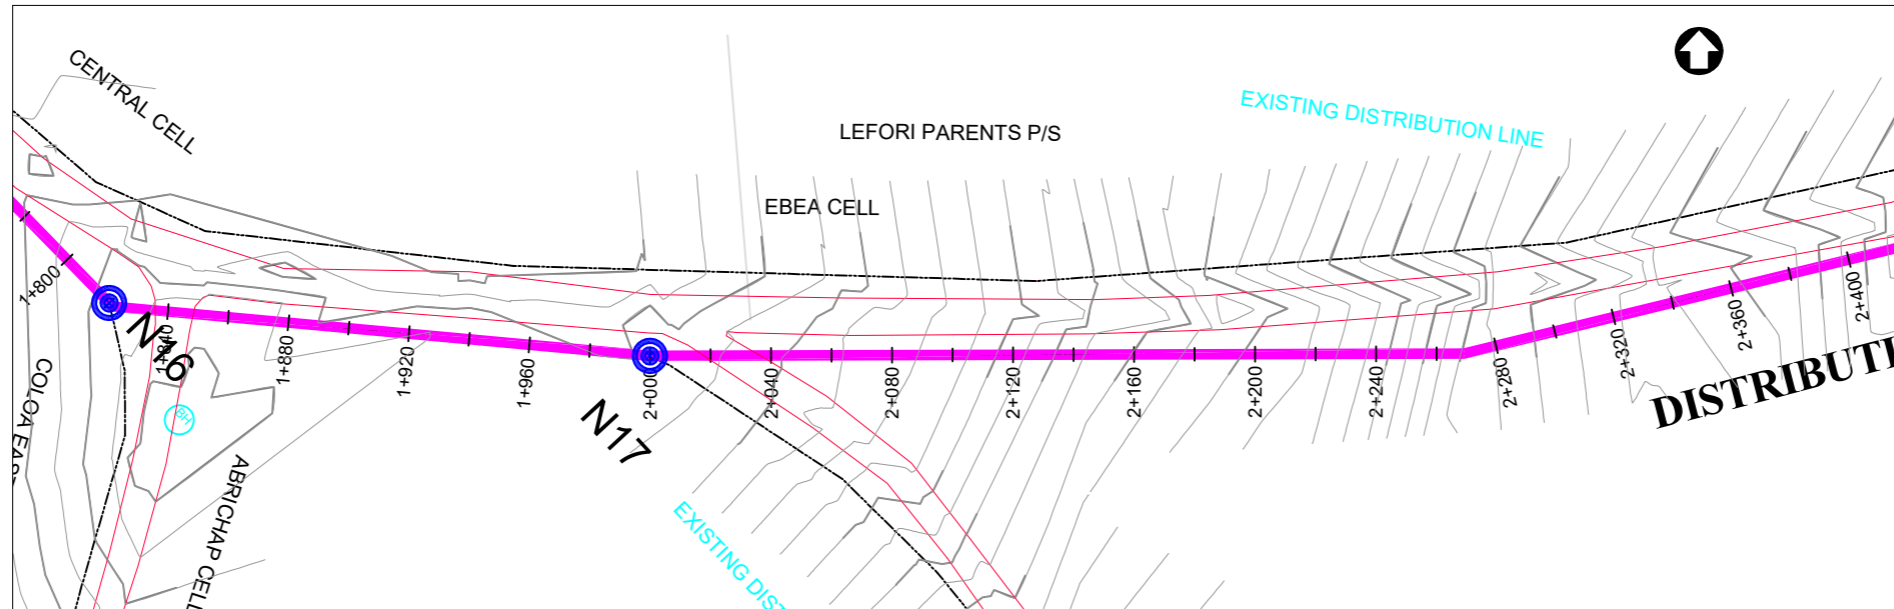 CENTRAL CELL
LEFORI PARENTS P/S
EXISTING DISTRIBUTION LINE
EBEA CELL
1+800
N16
1+840
1+880
1+920
1+960
2+000
N17
2+040
2+080
2+120
2+160
2+200
2+240
2+280
2+320
2+360
2+400
DISTRIBUTI
COLOA EAS
BH
ABRICHAP CELL
EXISTING DIST